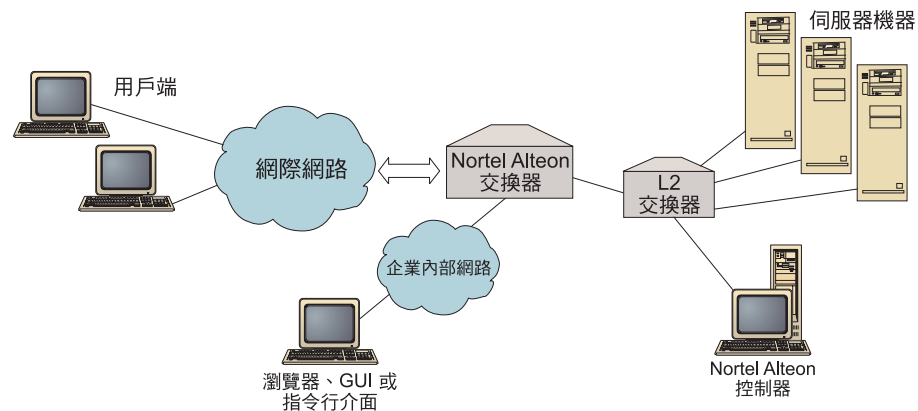 伺服器機器
用戶端
網際網路
Nortel Alteon
交換器
L2
交換器
企業內部網路
瀏覽器、GUI 或
指令行介面
Nortel Alteon
控制器